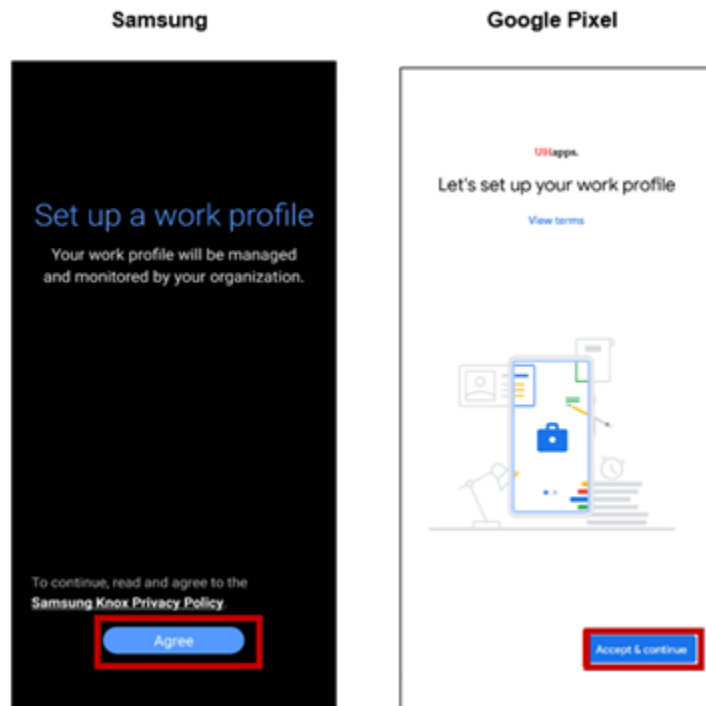 Samsung
Set up a work profile
Your work profile will be managed
and monitored by your organization.
To continue, read and agree to the
Samsung Knox Privacy Policy.
Agree
Google Pixel
UHapps.
Let's set up your work profile
View terms
Accept & continue